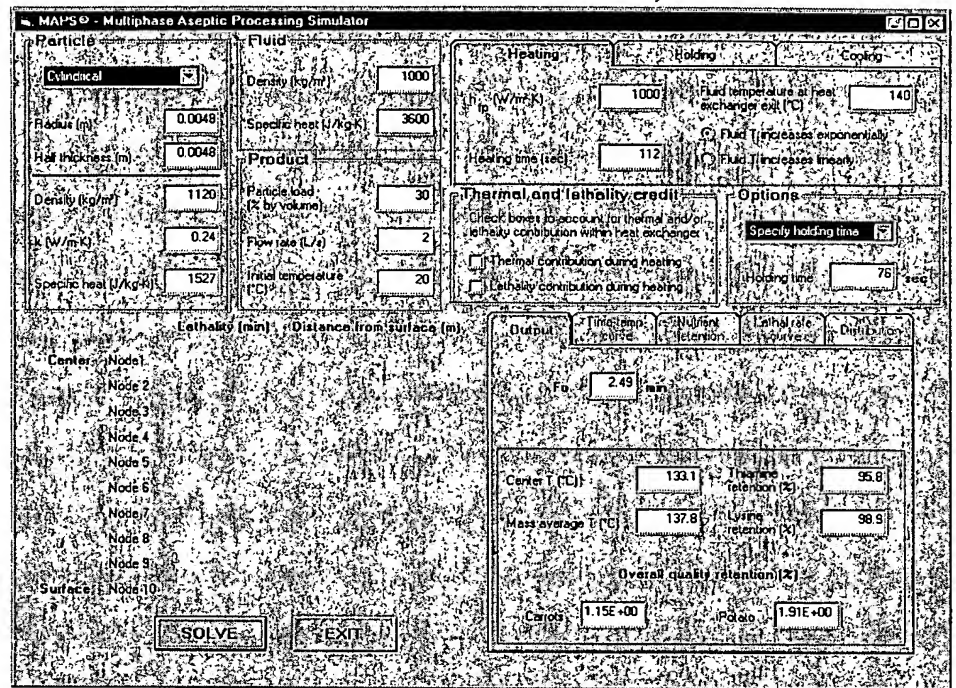 MAPS© - Multiphase Aseptic Processing Simulator
Particle
Cylindrical
Radius (m) 0.0048
Half thickness (m) 0.0048
Density (kg/m³) 1120
k (W/m·K) 0.24
Specific heat (J/kg·K) 1527
Fluid
Density (kg/m³) 1000
Specific heat (J/kg·K) 3600
Product
Particle load (% by volume) 30
Flow rate (L/s) 2
Initial temperature (°C) 20
Heating Holding Cooling
h fp (W/m²·K) 1000
Heating time (sec) 112
Fluid temperature at heat exchanger exit (°C) 140
Fluid T increases exponentially
Fluid T increases linearly
Thermal and lethality credit
Check boxes to account for thermal and/or
lethality contribution within heat exchanger
Thermal contribution during heating
Lethality contribution during heating
Options
Specify holding time
Holding time 76 sec
Lethality (min) Distance from surface (m)
Center Node1
Node 2
Node 3
Node 4
Node 5
Node 6
Node 7
Node 8
Node 9
Surface Node 10
SOLVE EXIT
Output Time-temp curve Nutrient retention Lethal rate curve Distribution
Fo 2.49 min
Center T (°C) 133.1 Thiamine retention (%) 95.8
Mass average T (°C) 137.8 Lysine retention (%) 98.9
Overall quality retention (%)
Carrots 1.15E+00 Potato 1.91E+00